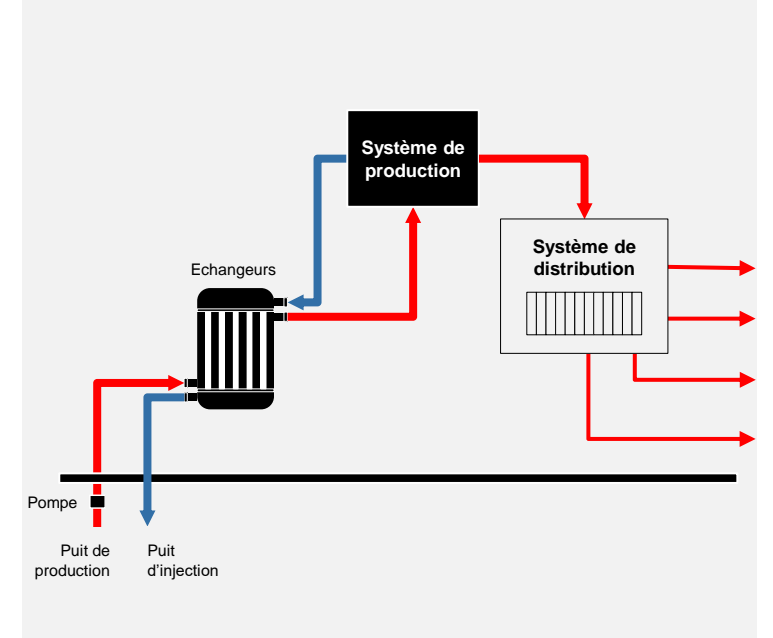 Système de
production
Système de
distribution
Echangeurs
Pompe
Puit de
production
Puit
d'injection